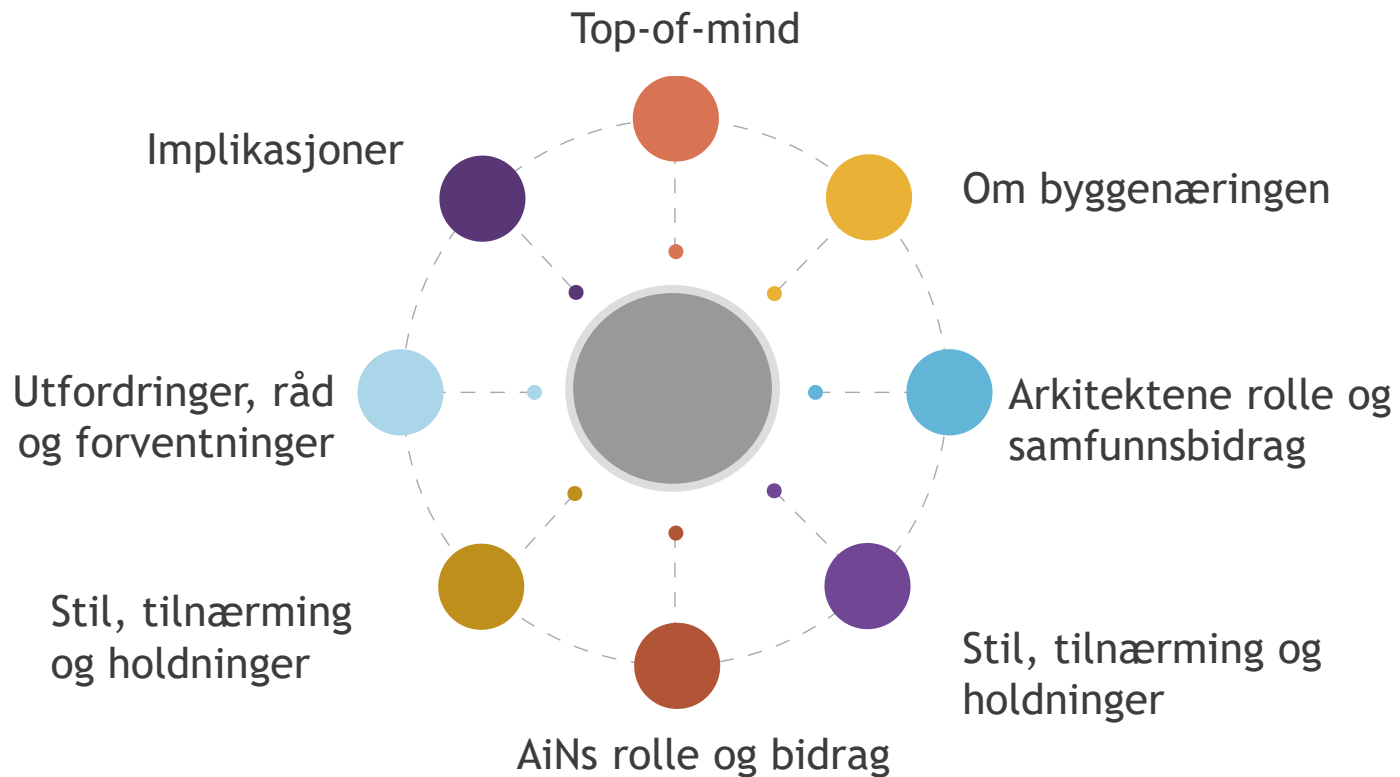 Top-of-mind
Implikasjoner
Om byggenæringen
Utfordringer, råd
og forventninger
Arkitektene rolle og
samfunnsbidrag
Stil, tilnærming
og holdninger
Stil, tilnærming og
holdninger
AiNs rolle og bidrag